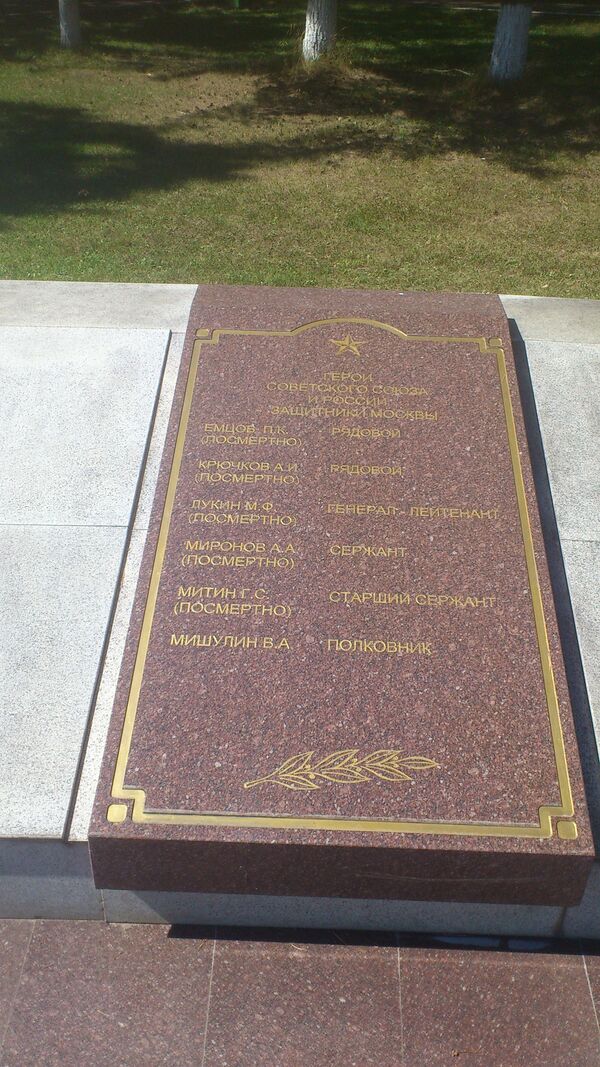 ГЕРОИ
СОВЕТСКОГО СОЮЗА
И РОССИИ
ЗАЩИТНИКИ МОСКВЫ
ЕМЦОВ П.К. РЯДОВОЙ
(ПОСМЕРТНО)
КРЮЧКОВ А.И. РЯДОВОЙ
(ПОСМЕРТНО)
ЛУКИН М.Ф. ГЕНЕРАЛ - ЛЕЙТЕНАНТ
(ПОСМЕРТНО)
МИРОНОВ А.А. СЕРЖАНТ
(ПОСМЕРТНО)
МИТИН Г.С. СТАРШИЙ СЕРЖАНТ
(ПОСМЕРТНО)
МИШУЛИН В.А. ПОЛКОВНИК